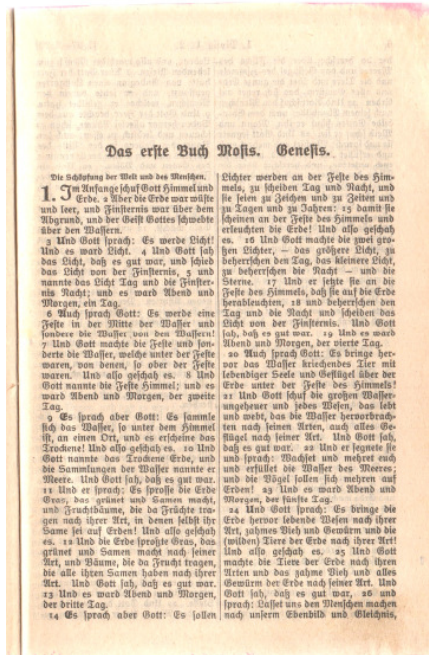 Das erste Buch Mosis. Genesis.
Die Schöpfung der Welt und des Menschen.
1. Im Anfange schuf Gott Himmel und
Erde. 2 Aber die Erde war wüste
und leer, und Finsternis war über dem
Abgrund, und der Geist Gottes schwebte
über den Wassern.
3 Und Gott sprach: Es werde Licht!
Und es ward Licht. 4 Und Gott sah
das Licht, daß es gut war, und schied
das Licht von der Finsternis, 5 und
nannte das Licht Tag und die Finster-
nis Nacht; und es ward Abend und
Morgen, ein Tag.
6 Auch sprach Gott: Es werde eine
Feste in der Mitte der Wasser und
sondere die Wasser von den Wassern!
7 Und Gott machte die Feste und son-
derte die Wasser, welche unter der Feste
waren, von denen, so ober der Feste
waren. Und also geschah es. 8 Und
Gott nannte die Feste Himmel; und es
ward Abend und Morgen, der zweite
Tag.
9 Es sprach aber Gott: Es sammle
sich das Wasser, so unter dem Himmel
ist, an einen Ort, und es erscheine das
Trockene! Und also geschah es. 10 Und
Gott nannte das Trockene Erde, und
die Sammlungen der Wasser nannte er
Meere. Und Gott sah, daß es gut war.
11 Und er sprach: Es sprosse die Erde
Gras, das grünet und Samen macht,
und Fruchtbäume, die da Früchte tra-
gen nach ihrer Art, in denen selbst ihr
Same sei auf Erden! Und also geschah
es. 12 Und die Erde sproßte Gras, das
grünet und Samen macht nach seiner
Art, und Bäume, die da Frucht tragen,
die alle ihren Samen haben nach ihrer
Art. Und Gott sah, daß es gut war.
13 Und es ward Abend und Morgen,
der dritte Tag.
14 Es sprach aber Gott: Es sollen
Lichter werden an der Feste des Him-
mels, zu scheiden Tag und Nacht, und
sie seien zu Zeichen und zu Zeiten und
zu Tagen und zu Jahren: 15 damit sie
scheinen an der Feste des Himmels und
erleuchten die Erde! Und also geschah
es. 16 Und Gott machte die zwei gro-
ßen Lichter, — das größere Licht, zu
beherrschen den Tag, das kleinere Licht,
zu beherrschen die Nacht — und die
Sterne. 17 Und er setzte sie an die
Feste des Himmels, daß sie auf die Erde
herableuchten, 18 und beherrschen den
Tag und die Nacht und scheiden das
Licht von der Finsternis. Und Gott
sah, daß es gut war. 19 Und es ward
Abend und Morgen, der vierte Tag.
20 Auch sprach Gott: Es bringe her-
vor das Wasser kriechendes Tier mit
lebendiger Seele und Geflügel über der
Erde unter der Feste des Himmels!
21 Und Gott schuf die großen Wasser-
ungeheuer und jedes Wesen, das lebt
und webt, das die Wasser hervorbrach-
ten nach seinen Arten, auch alles Ge-
flügel nach seiner Art. Und Gott sah,
daß es gut war. 22 Und er segnete sie
und sprach: Wachset und mehret euch
und erfüllet die Wasser des Meeres;
und die Vögel sollen sich mehren auf
Erden! 23 Und es ward Abend und
Morgen, der fünfte Tag.
24 Und Gott sprach: Es bringe die
Erde hervor lebende Wesen nach ihrer
Art, zahmes Vieh und Gewürm und die
(wilden) Tiere der Erde nach ihrer Art!
Und also geschah es. 25 Und Gott
machte die Tiere der Erde nach ihren
Arten und das zahme Vieh und alles
Gewürm der Erde nach seiner Art. Und
Gott sah, daß es gut war, 26 und
sprach: Lasset uns den Menschen machen
nach unserm Ebenbild und Gleichnis,